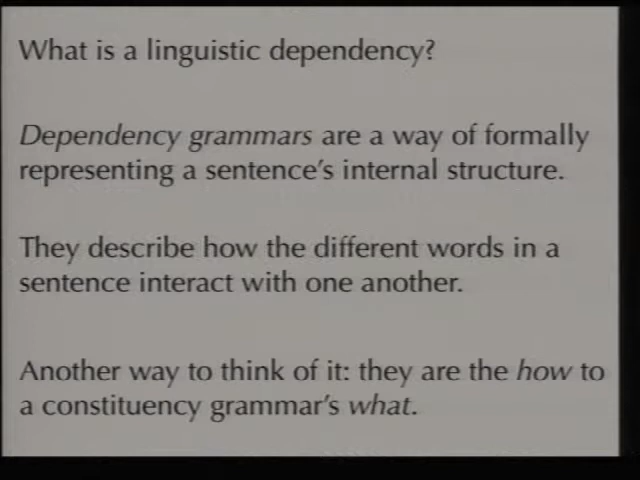 What is a linguistic dependency?
Dependency grammars are a way of formally
representing a sentence's internal structure.
They describe how the different words in a
sentence interact with one another.
Another way to think of it: they are the how to
a constituency grammar's what.